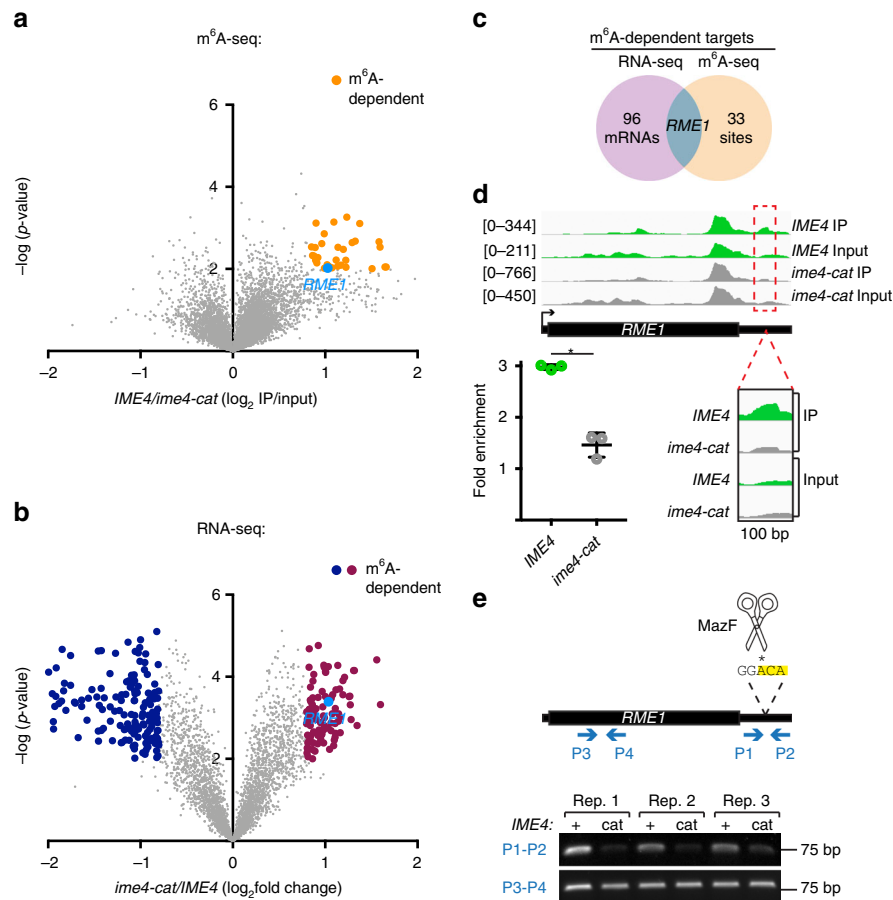 a
m⁶A-seq:
m⁶A-
dependent
6
4
2
0
–log (p-value)
RME1
–2 –1 0 1 2
IME4/ime4-cat (log₂ IP/input)
b
RNA-seq:
m⁶A-
dependent
6
4
2
0
–log (p-value)
RME1
–2 –1 0 1 2
ime4-cat/IME4 (log₂fold change)
c
m⁶A-dependent targets
RNA-seq m⁶A-seq
96
mRNAs
RME1
33
sites
d
[0–344] IME4 IP
[0–211] IME4 Input
[0–766] ime4-cat IP
[0–450] ime4-cat Input
RME1
3
2
1
Fold enrichment
*
IME4
ime4-cat
IME4
ime4-cat
IP
IME4
ime4-cat
Input
100 bp
e
MazF
*
GGACA
RME1
P3 P4 P1 P2
Rep. 1 Rep. 2 Rep. 3
IME4: + cat + cat + cat
P1-P2 75 bp
P3-P4 75 bp